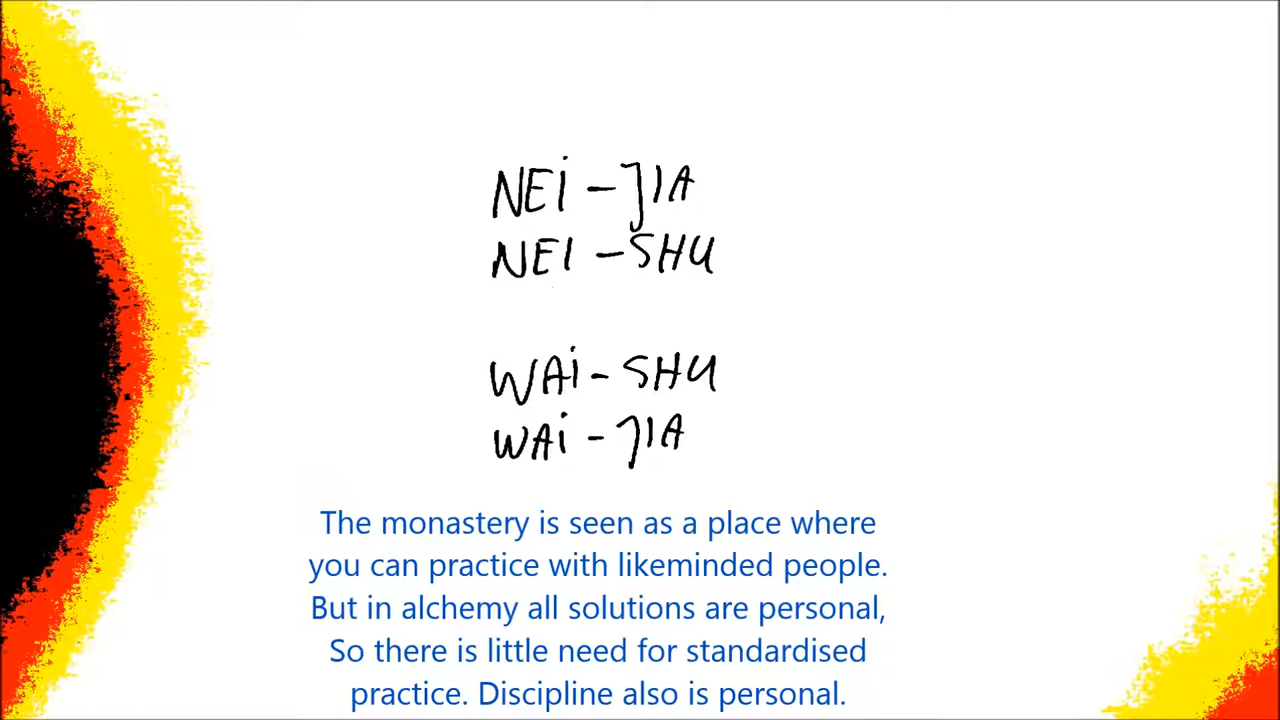 NEi - JIA
NEI - SHU
WAi - SHU
WAi - JIA
The monastery is seen as a place where
you can practice with likeminded people.
But in alchemy all solutions are personal,
So there is little need for standardised
practice. Discipline also is personal.